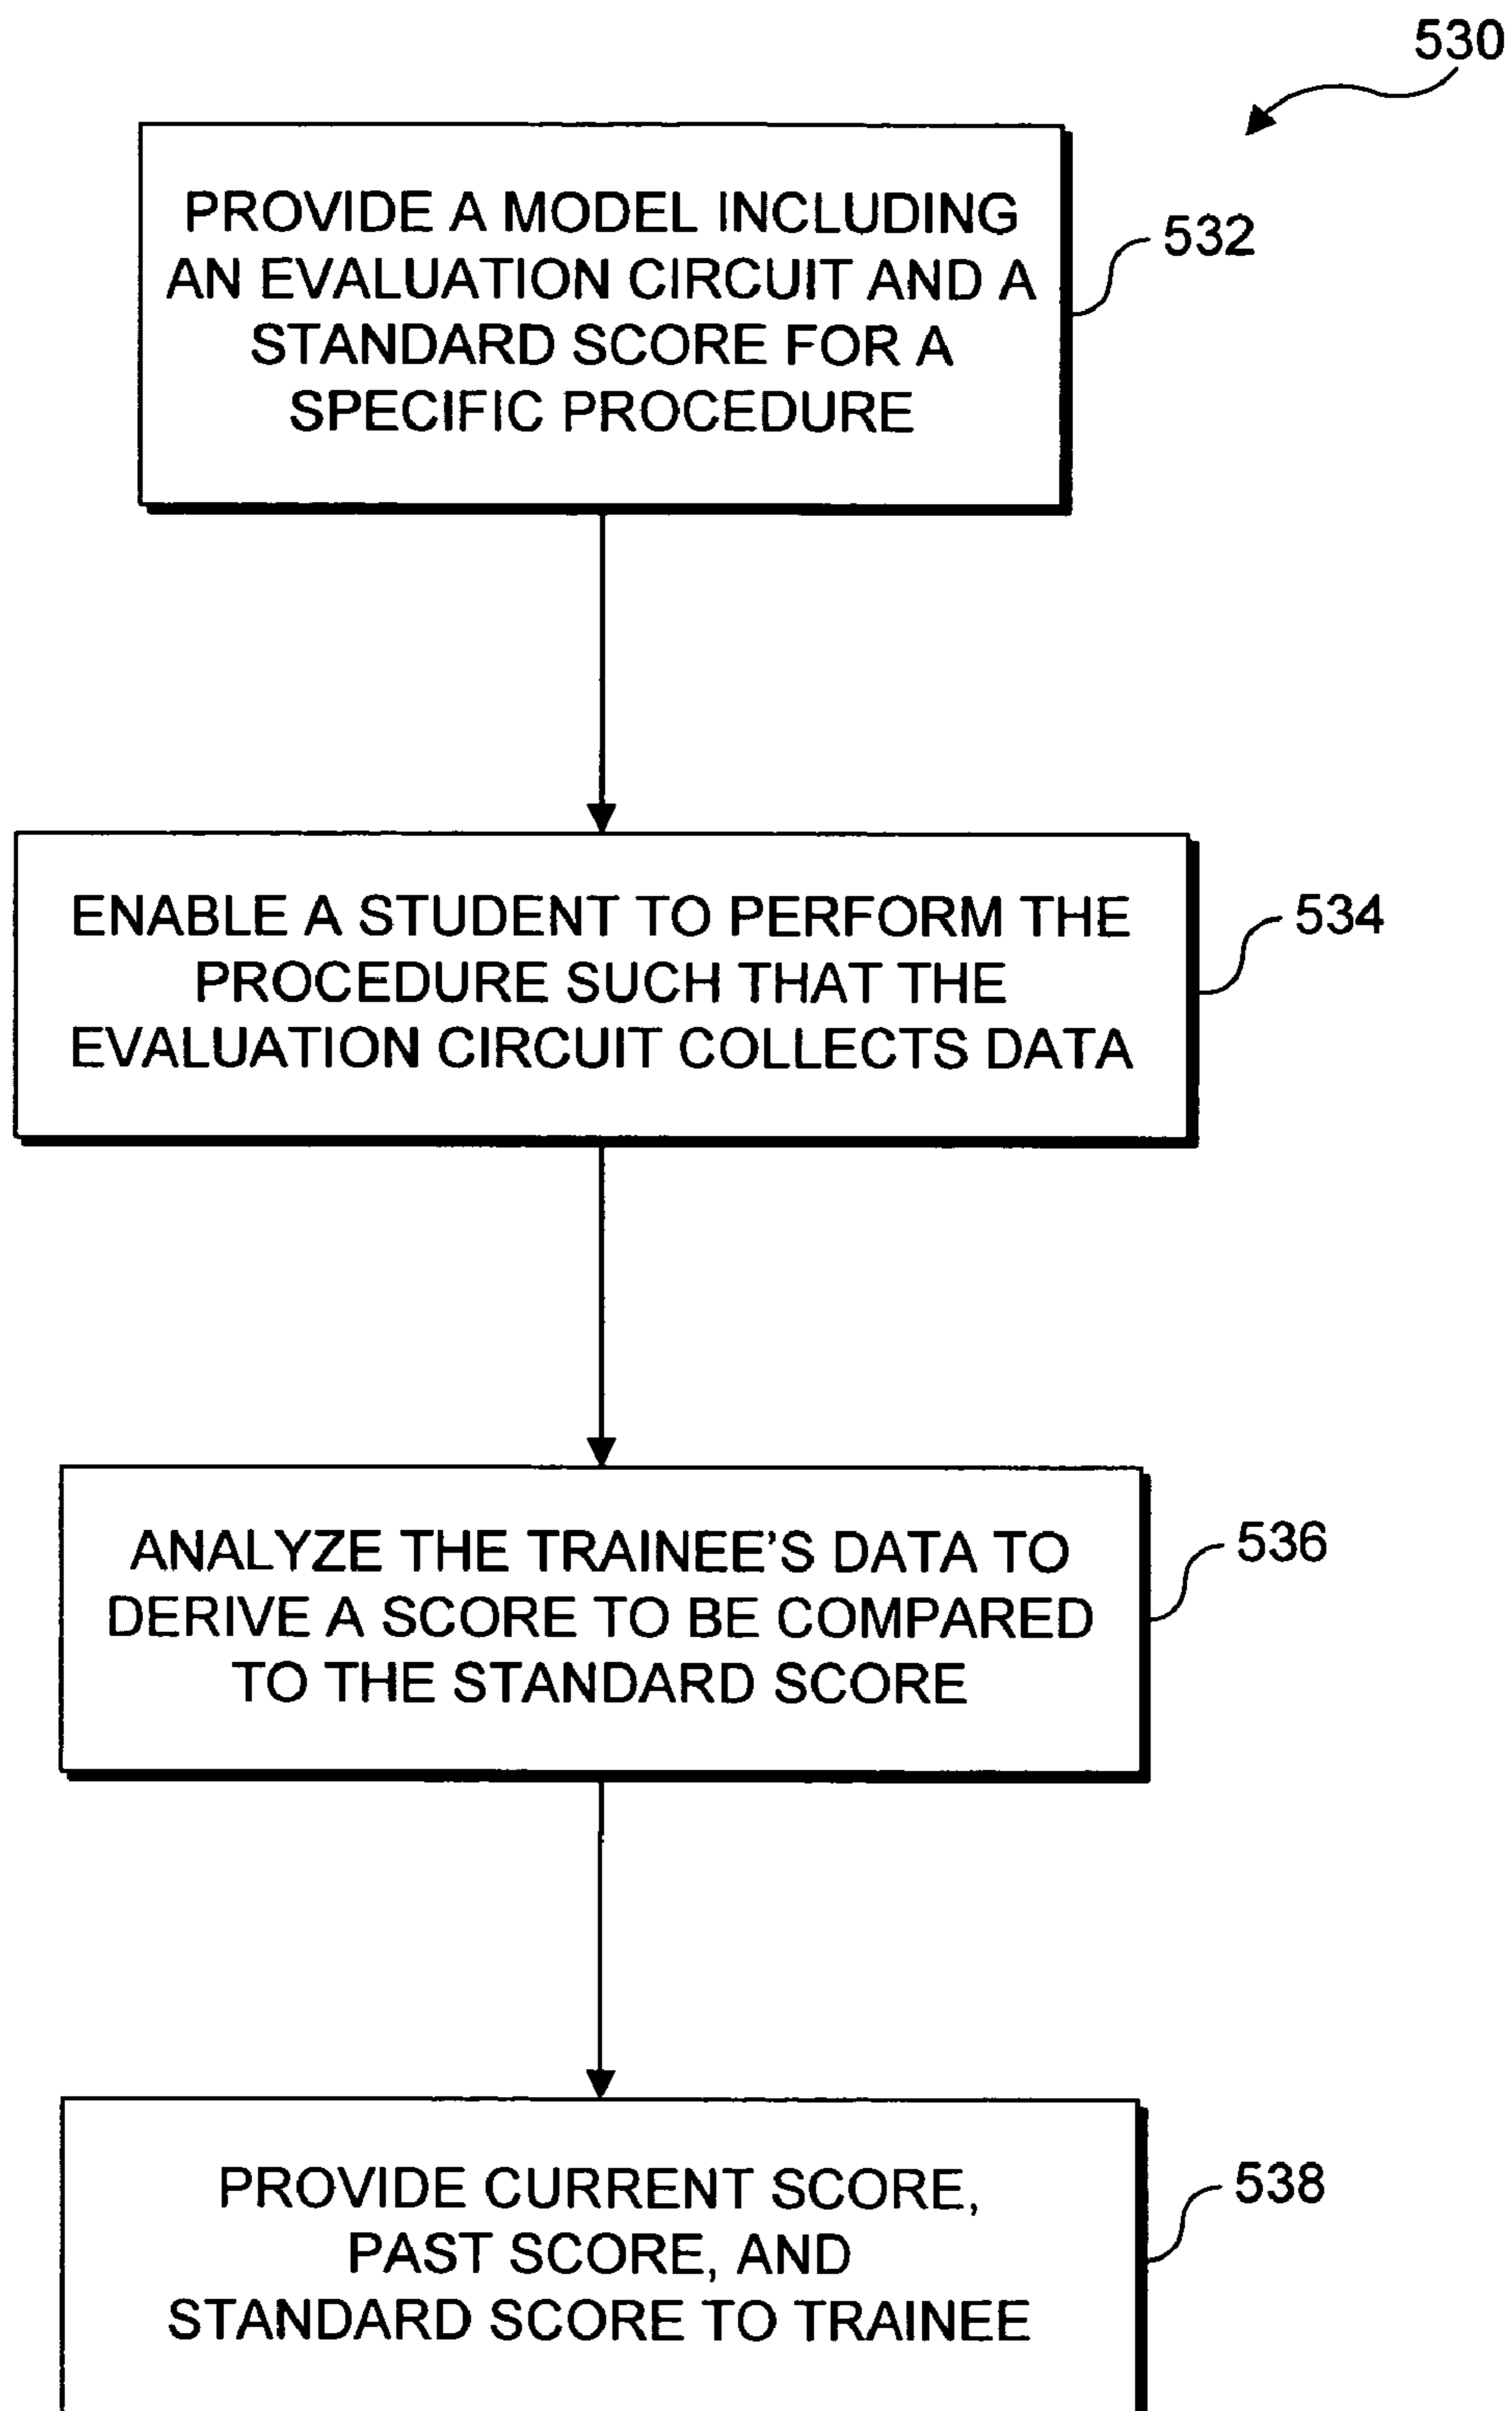 530
PROVIDE A MODEL INCLUDING
AN EVALUATION CIRCUIT AND A
STANDARD SCORE FOR A
SPECIFIC PROCEDURE
532
ENABLE A STUDENT TO PERFORM THE
PROCEDURE SUCH THAT THE
EVALUATION CIRCUIT COLLECTS DATA
534
ANALYZE THE TRAINEE'S DATA TO
DERIVE A SCORE TO BE COMPARED
TO THE STANDARD SCORE
536
PROVIDE CURRENT SCORE,
PAST SCORE, AND
STANDARD SCORE TO TRAINEE
538